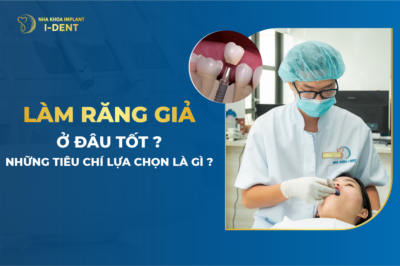 NHA KHOA IMPLANT
I-DENT
LÀM RĂNG GIẢ
Ở ĐÂU TỐT ?
NHỮNG TIÊU CHÍ LỰA CHỌN LÀ GÌ ?